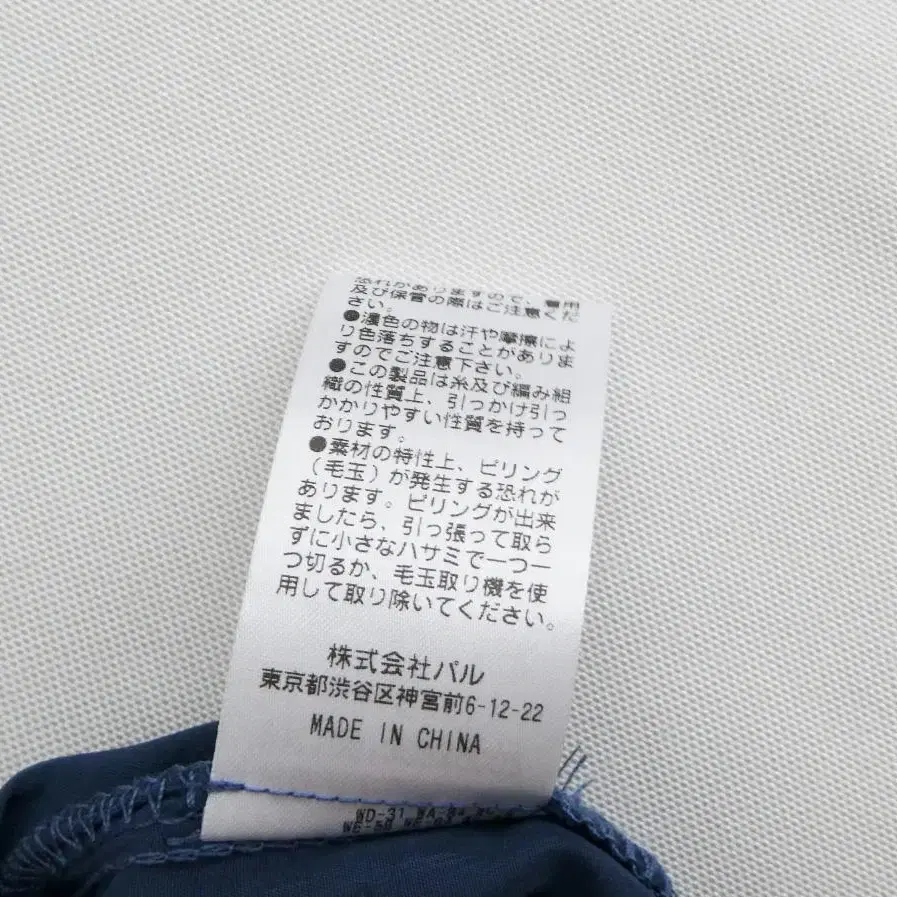 恐れがありますので、着用
及び保管の際はご注意くだ
さい。
●濃色の物は汗や摩擦によ
り色落ちすることがありま
すのでご注意下さい。
●この製品は糸及び編み組
織の性質上、引っかけ引っ
かかりやすい性質を持って
おります。
●素材の特性上、ピリング
(毛玉)が発生する恐れが
あります。ピリングが出来
ましたら、引っ張って取ら
ずに小さなハサミで一つ一
つ切るか、毛玉取り機を使
用して取り除いてください。
株式会社パル
東京都渋谷区神宮前6-12-22
MADE IN CHINA
WD-31